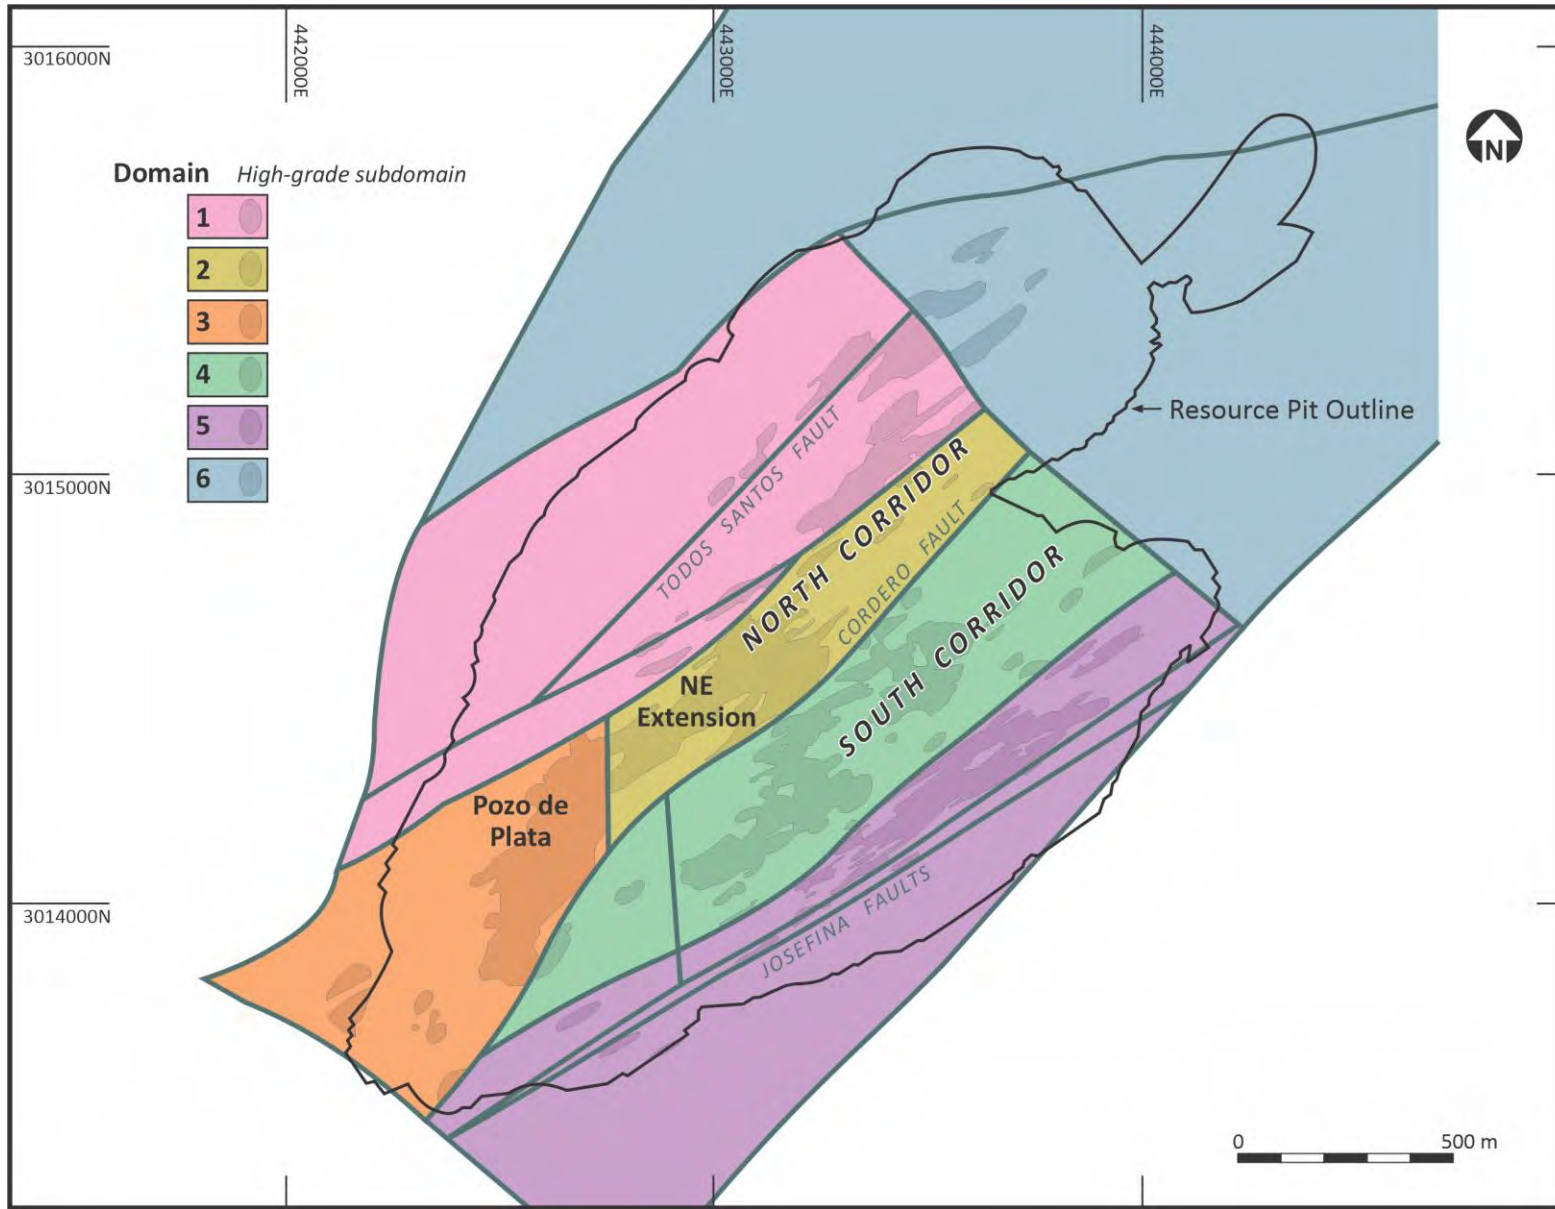 442000E
443000E
444000E
3016000N
N
Domain High-grade subdomain
1
2
3
4
5
6
Resource Pit Outline
3015000N
TODOS SANTOS FAULT
NORTH CORRIDOR
CORDERO FAULT
SOUTH CORRIDOR
NE
Extension
Pozo de
Plata
JOSEFINA FAULTS
3014000N
0 500 m